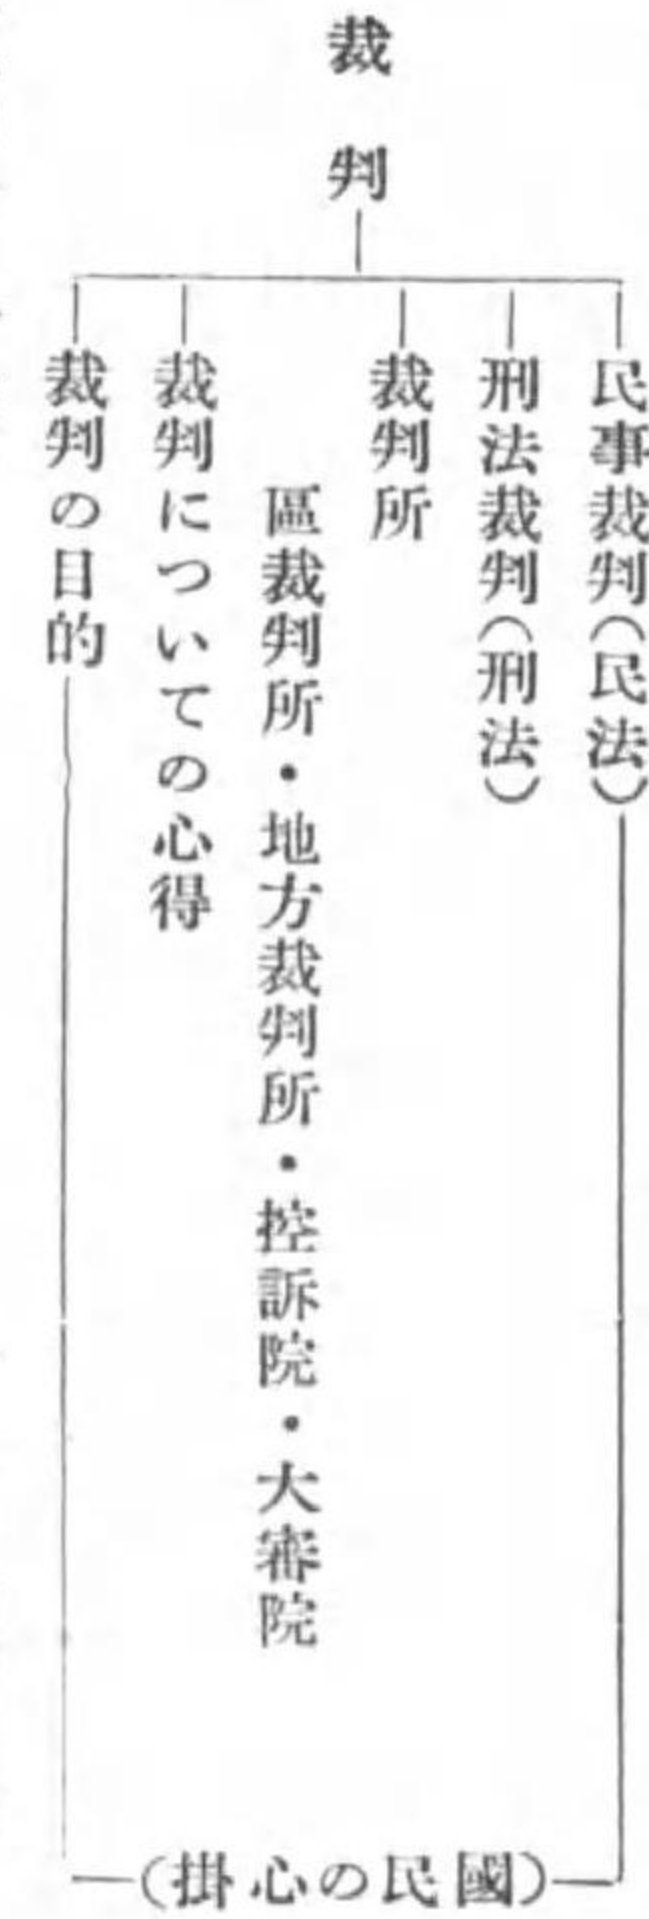 裁判
民事裁判(民法)
刑法裁判(刑法)
裁判所
區裁判所・地方裁判所・控訴院・大審院
裁判についての心得
裁判の目的
(國民の心掛)